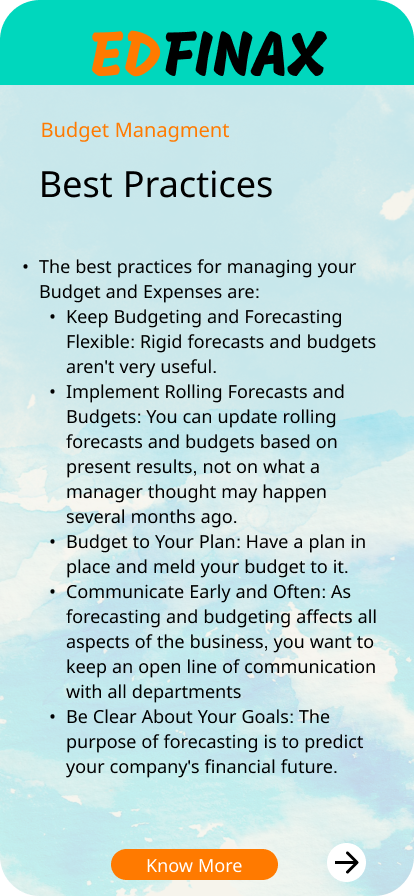 EDFINAX
Budget Managment
Best Practices
• The best practices for managing your
Budget and Expenses are:
• Keep Budgeting and Forecasting
Flexible: Rigid forecasts and budgets
aren't very useful.
• Implement Rolling Forecasts and
Budgets: You can update rolling
forecasts and budgets based on
present results, not on what a
manager thought may happen
several months ago.
• Budget to Your Plan: Have a plan in
place and meld your budget to it.
• Communicate Early and Often: As
forecasting and budgeting affects all
aspects of the business, you want to
keep an open line of communication
with all departments
• Be Clear About Your Goals: The
purpose of forecasting is to predict
your company's financial future.
Know More